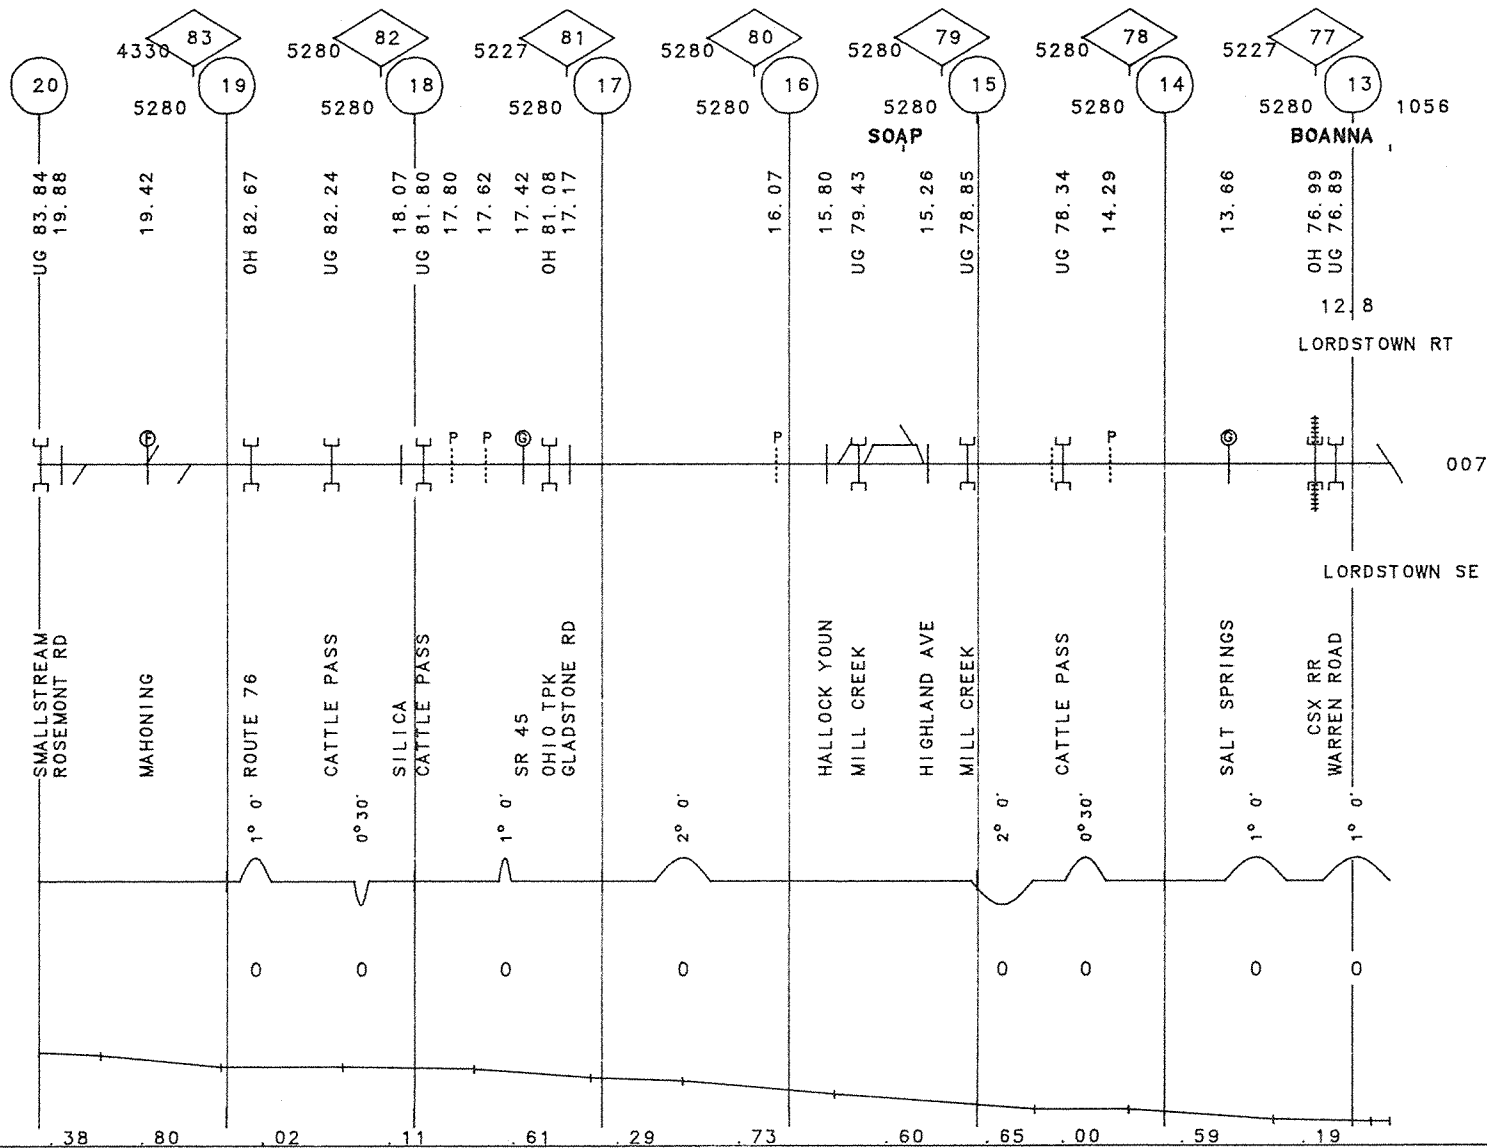 83 82 81 80 79 78 77
4330 5280 5227 5280 5280 5280 5227
20 19 18 17 16 15 14 13
5280 5280 5280 5280 5280 5280 5280 1056
SOAP BOANNA
UG 83.84
19.88
19.42
OH 82.67
UG 82.24
18.07
UG 81.80
17.80
17.62
17.42
OH 81.08
17.17
16.07
15.80
UG 79.43
15.26
UG 78.85
UG 78.34
14.29
13.66
OH 76.99
UG 76.89
12.8
LORDSTOWN RT
F P P G P P G
007
LORDSTOWN SE
SMALLSTREAM
ROSEMONT RD
MAHONING
ROUTE 76
CATTLE PASS
SILICA
CATTLE PASS
SR 45
OHIO TPK
GLADSTONE RD
HALLOCK YOUN
MILL CREEK
HIGHLAND AVE
MILL CREEK
CATTLE PASS
SALT SPRINGS
CSX RR
WARREN ROAD
1° 0' 0°30' 1° 0' 2° 0' 2° 0' 0°30' 1° 0' 1° 0'
0 0 0 0 0 0 0 0
.38 .80 .02 .11 .61 .29 .73 .60 .65 .00 .59 .19